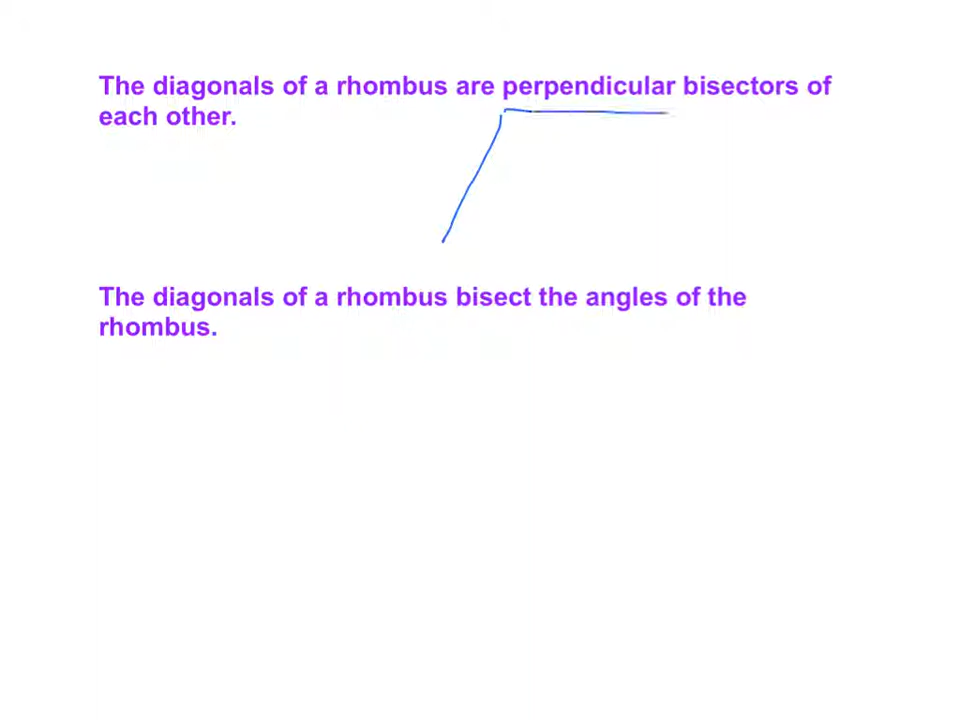 The diagonals of a rhombus are perpendicular bisectors of
each other.
The diagonals of a rhombus bisect the angles of the
rhombus.